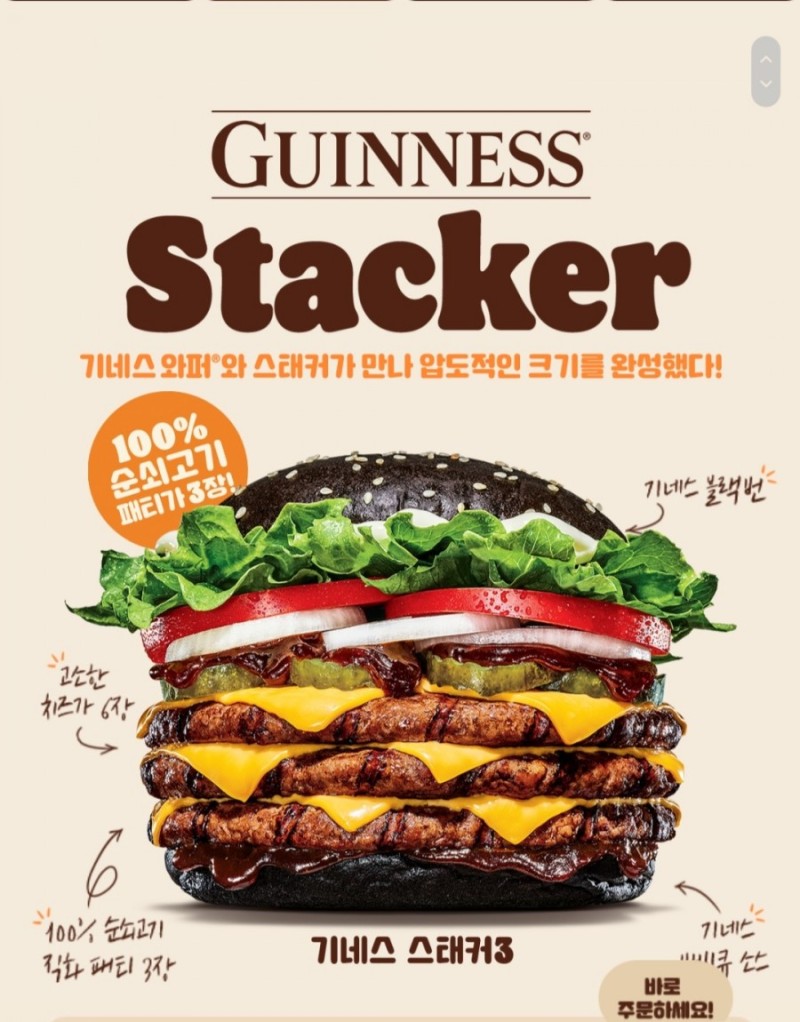 GUINNESS®
Stacker
기네스 와퍼®와 스태커가 만나 압도적인 크기를 완성했다!
100%
순쇠고기
패티가 3장!
기네스 블랙번
고소한
치즈가 6장
100% 순쇠고기
직화 패티 3장
기네스
소스
기네스 스태커3
바로
주문하세요!